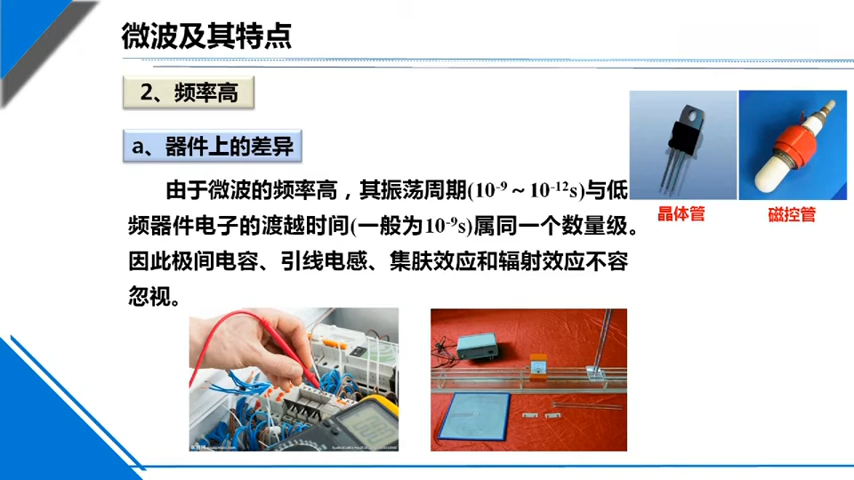 微波及其特点
2、频率高
a、器件上的差异
由于微波的频率高，其振荡周期(10⁻⁹～10⁻¹²s)与低
频器件电子的渡越时间(一般为10⁻⁹s)属同一个数量级。
因此极间电容、引线电感、集肤效应和辐射效应不容
忽视。
晶体管
磁控管